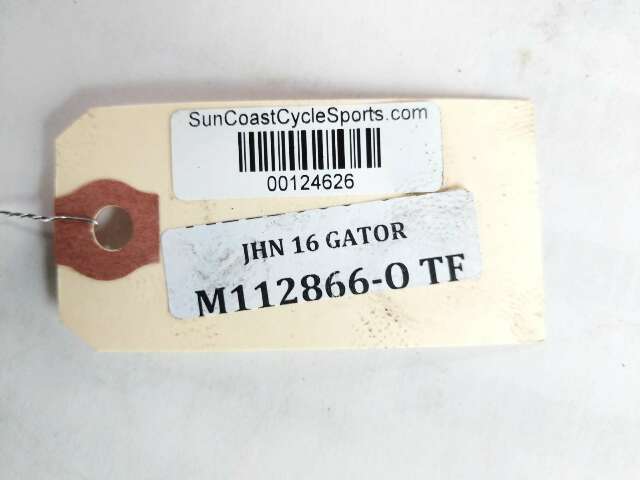 SunCoastCycleSports.com
00124626
JHN 16 GATOR
M112866-O TF